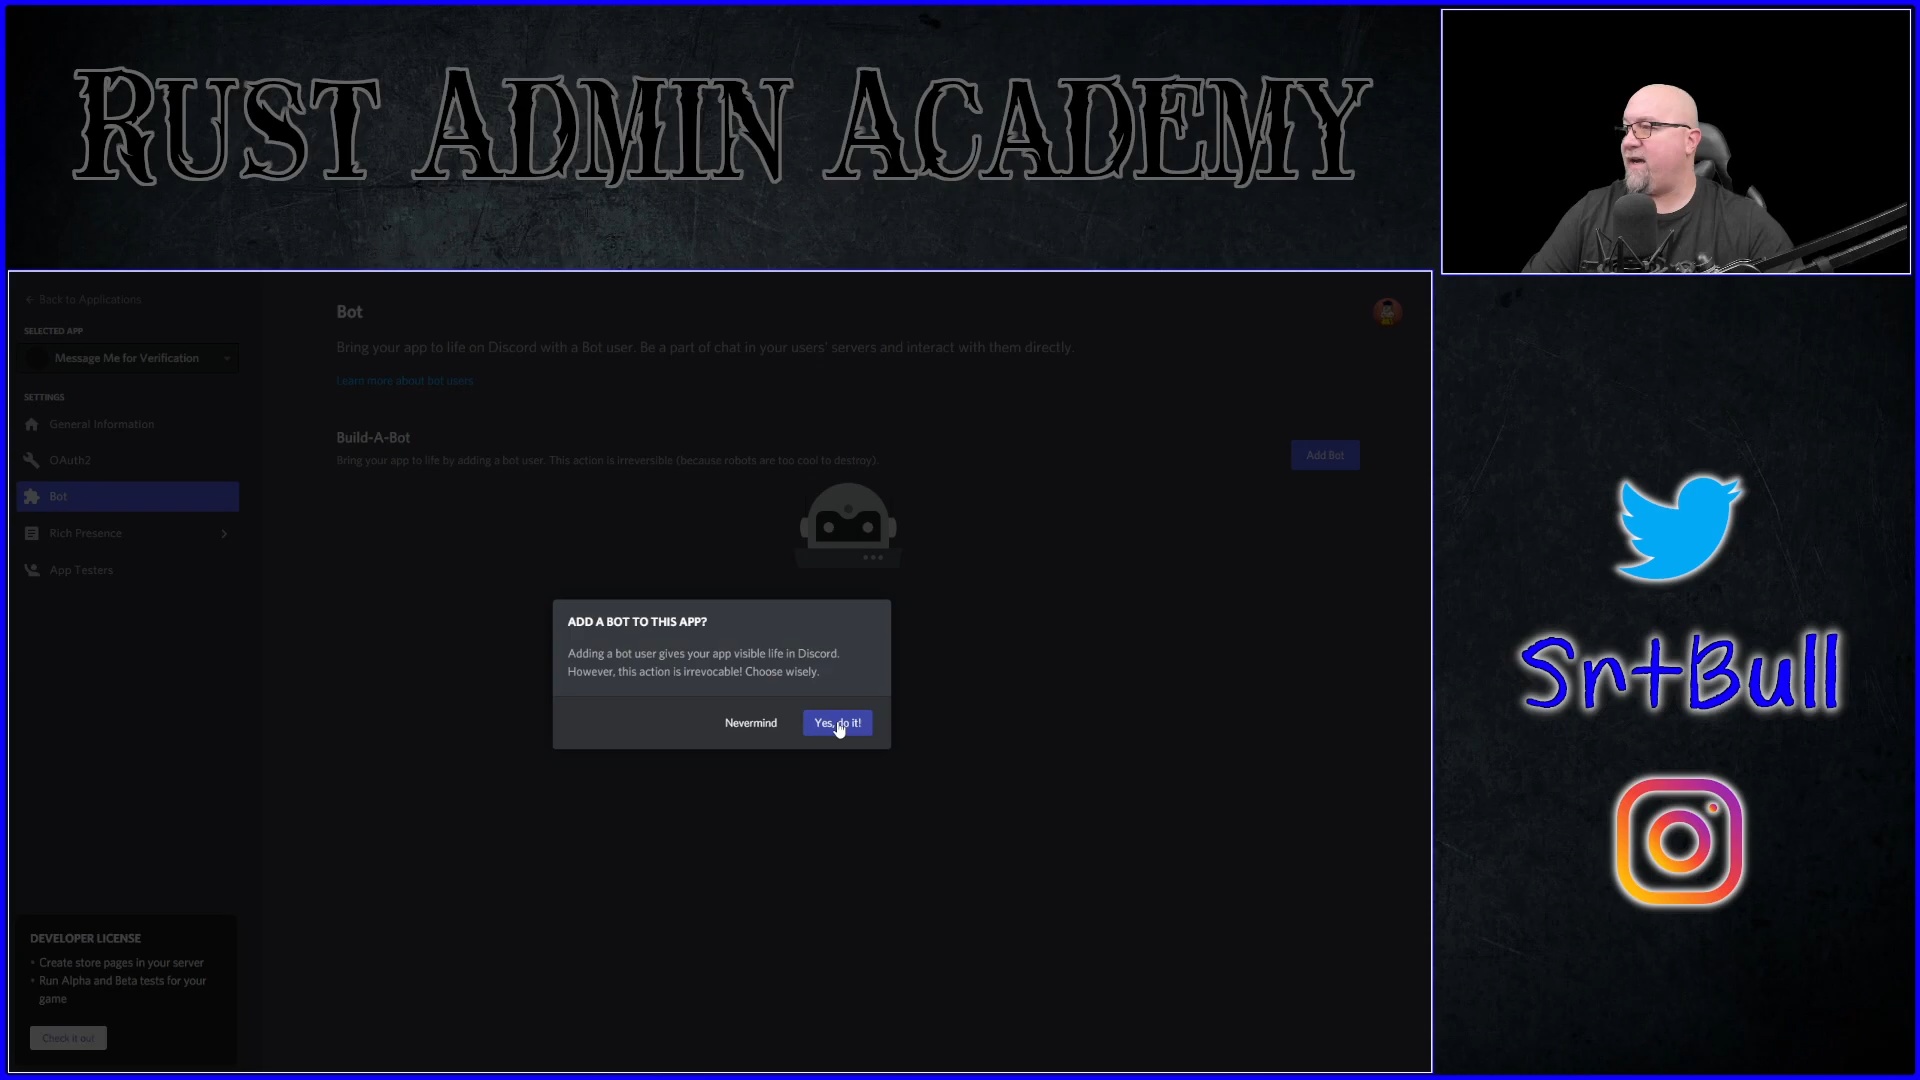 Rust Admin Academy
Back to Applications
SELECTED APP
Message Me for Verification
SETTINGS
General Information
OAuth2
Bot
Rich Presence
App Testers
DEVELOPER LICENSE
• Create store pages in your server
• Run Alpha and Beta tests for your
game
Check it out
Bot
Bring your app to life on Discord with a Bot user. Be a part of chat in your users' servers and interact with them directly.
Learn more about bot users
Build-A-Bot
Bring your app to life by adding a bot user. This action is irreversible (because robots are too cool to destroy).
Add Bot
ADD A BOT TO THIS APP?
Adding a bot user gives your app visible life in Discord.
However, this action is irrevocable! Choose wisely.
Nevermind
Yes, do it!
SntBull